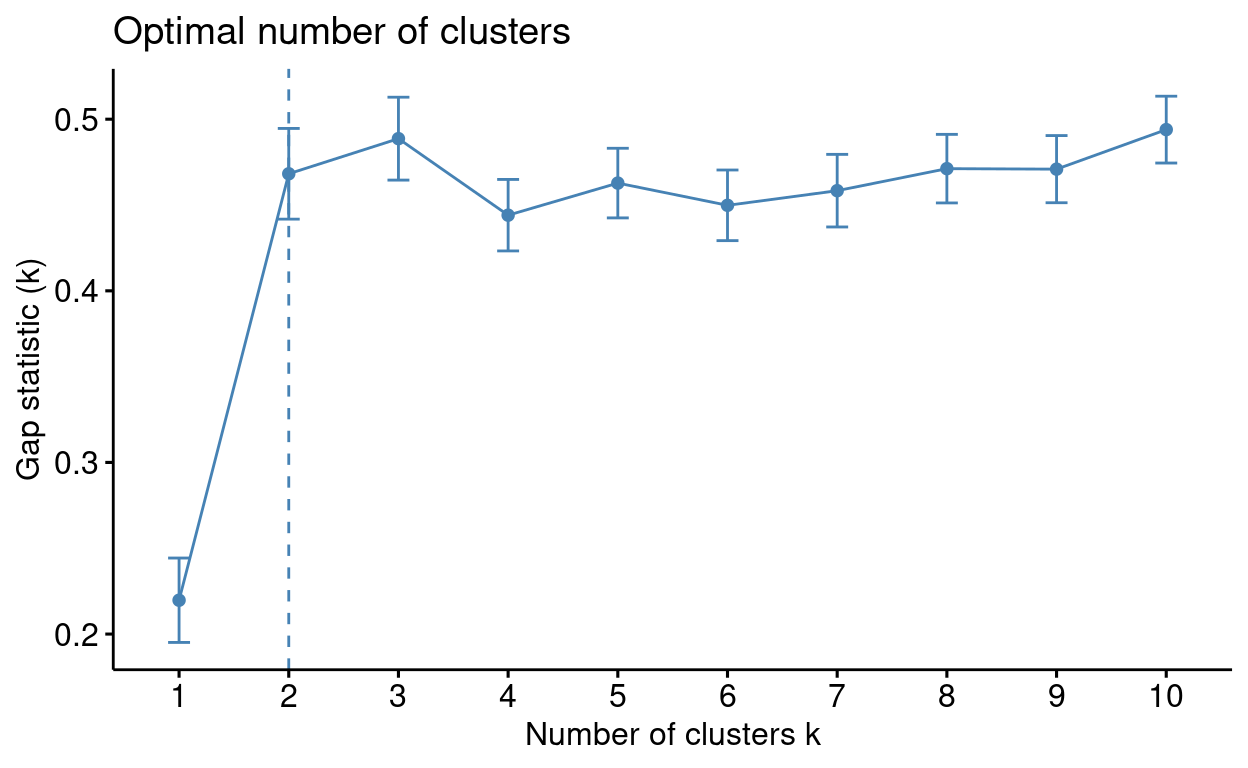 Optimal number of clusters
Gap statistic (k)
0.5
0.4
0.3
0.2
1 2 3 4 5 6 7 8 9 10
Number of clusters k